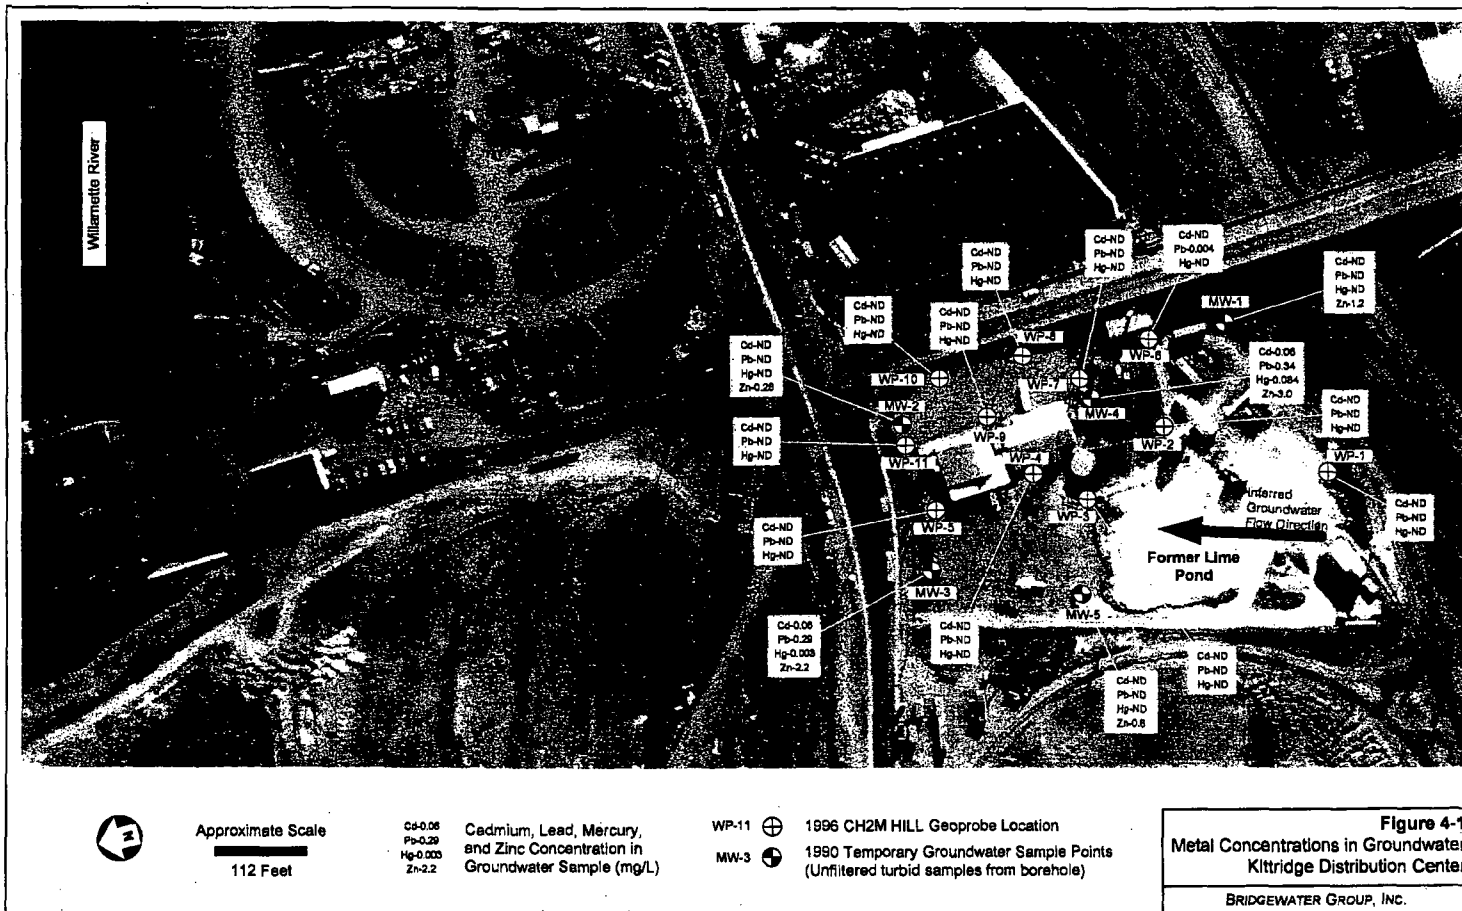 Willamette River
Cd-ND
Pb-ND
Hg-ND
Cd-ND
Pb-ND
Hg-ND
Cd-ND
Pb-0.004
Hg-ND
Cd-ND
Pb-ND
Hg-ND
Zn-1.2
MW-1
Cd-ND
Pb-ND
Hg-ND
Cd-ND
Pb-ND
Hg-ND
WP-8
WP-6
Cd-ND
Pb-ND
Hg-ND
Zn-0.28
Cd-0.06
Pb-0.34
Hg-0.084
Zn-3.0
WP-10
WP-7
MW-2
MW-4
Cd-ND
Pb-ND
Hg-ND
Cd-ND
Pb-ND
Hg-ND
WP-9
WP-2
WP-11
WP-4
WP-1
Inferred
Groundwater
Flow Direction
Cd-ND
Pb-ND
Hg-ND
WP-3
WP-5
Cd-ND
Pb-ND
Hg-ND
Former Lime
Pond
MW-3
MW-5
Cd-0.06
Pb-0.29
Hg-0.003
Zn-2.2
Cd-ND
Pb-ND
Hg-ND
Cd-ND
Pb-ND
Hg-ND
Cd-ND
Pb-ND
Hg-ND
Zn-0.8
N
Approximate Scale
112 Feet
Cd-0.06
Pb-0.29
Hg-0.003
Zn-2.2
Cadmium, Lead, Mercury,
and Zinc Concentration in
Groundwater Sample (mg/L)
WP-11 1996 CH2M HILL Geoprobe Location
MW-3 1990 Temporary Groundwater Sample Points
(Unfiltered turbid samples from borehole)
Figure 4-1
Metal Concentrations in Groundwater
Kittridge Distribution Center
BRIDGEWATER GROUP, INC.